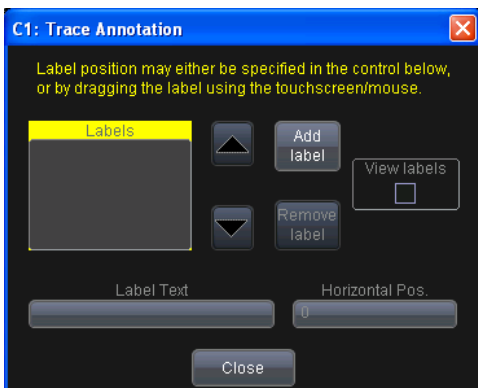 C1: Trace Annotation
Label position may either be specified in the control below,
or by dragging the label using the touchscreen/mouse.
Labels
Add
label
View labels
Remove
label
Label Text
Horizontal Pos.
0
Close